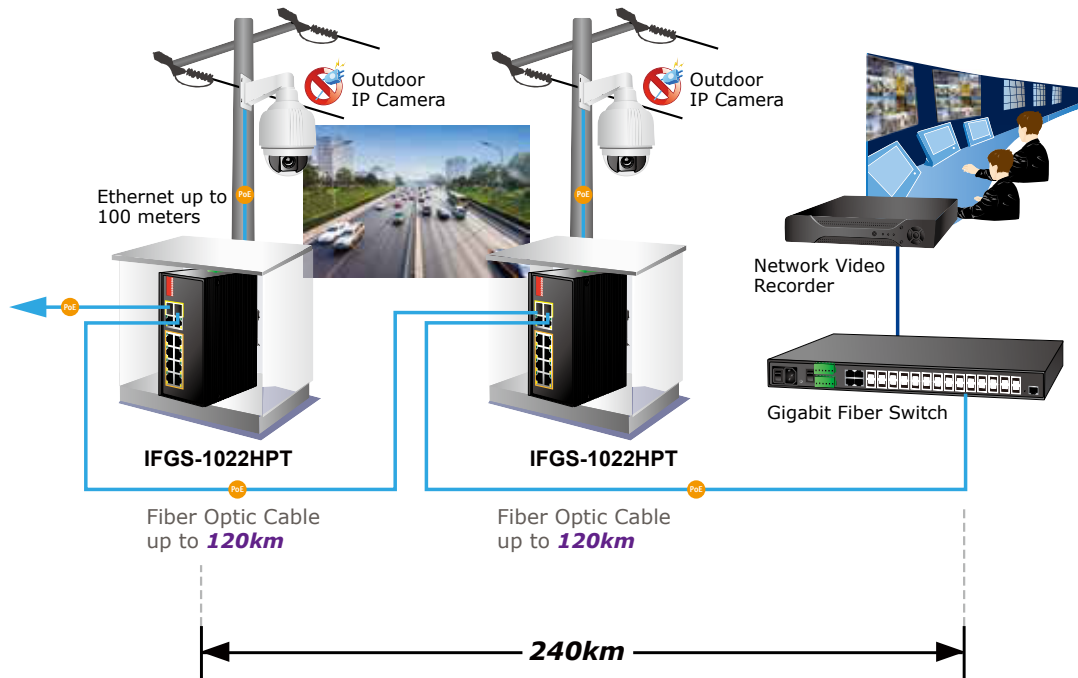 Outdoor
IP Camera
Outdoor
IP Camera
Ethernet up to
100 meters
PoE
PoE
PoE
Network Video
Recorder
Gigabit Fiber Switch
IFGS-1022HPT
IFGS-1022HPT
PoE
PoE
Fiber Optic Cable
up to 120km
Fiber Optic Cable
up to 120km
240km